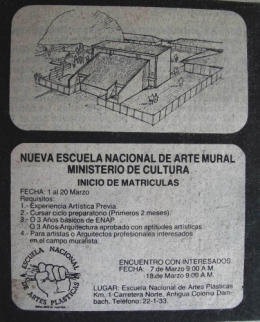 NUEVA ESCUELA NACIONAL DE ARTE MURAL
MINISTERIO DE CULTURA
INICIO DE MATRICULAS
FECHA: 1 al 20 Marzo
Requisitos:
1.- Experiencia Artística Previa.
2.- Cursar ciclo preparatorio (Primeros 2 meses).
3.- O 3 Años básicos de ENAP.
O 3 Años Arquitectura aprobado con aptitudes artísticas.
4.- Para artistas o Arquitectos profesionales interesados
en el campo muralista.
ESCUELA NACIONAL
ARTES PLASTICAS
ENCUENTRO CON INTERESADOS:
FECHA: 7 de Marzo 9:00 A.M.
18 de Marzo 9:00 A.M.
LUGAR: Escuela Nacional de Artes Plásticas
Km. 1 Carretera Norte, Antigua Colonia Dam-
bach. Teléfono: 22-1-33.